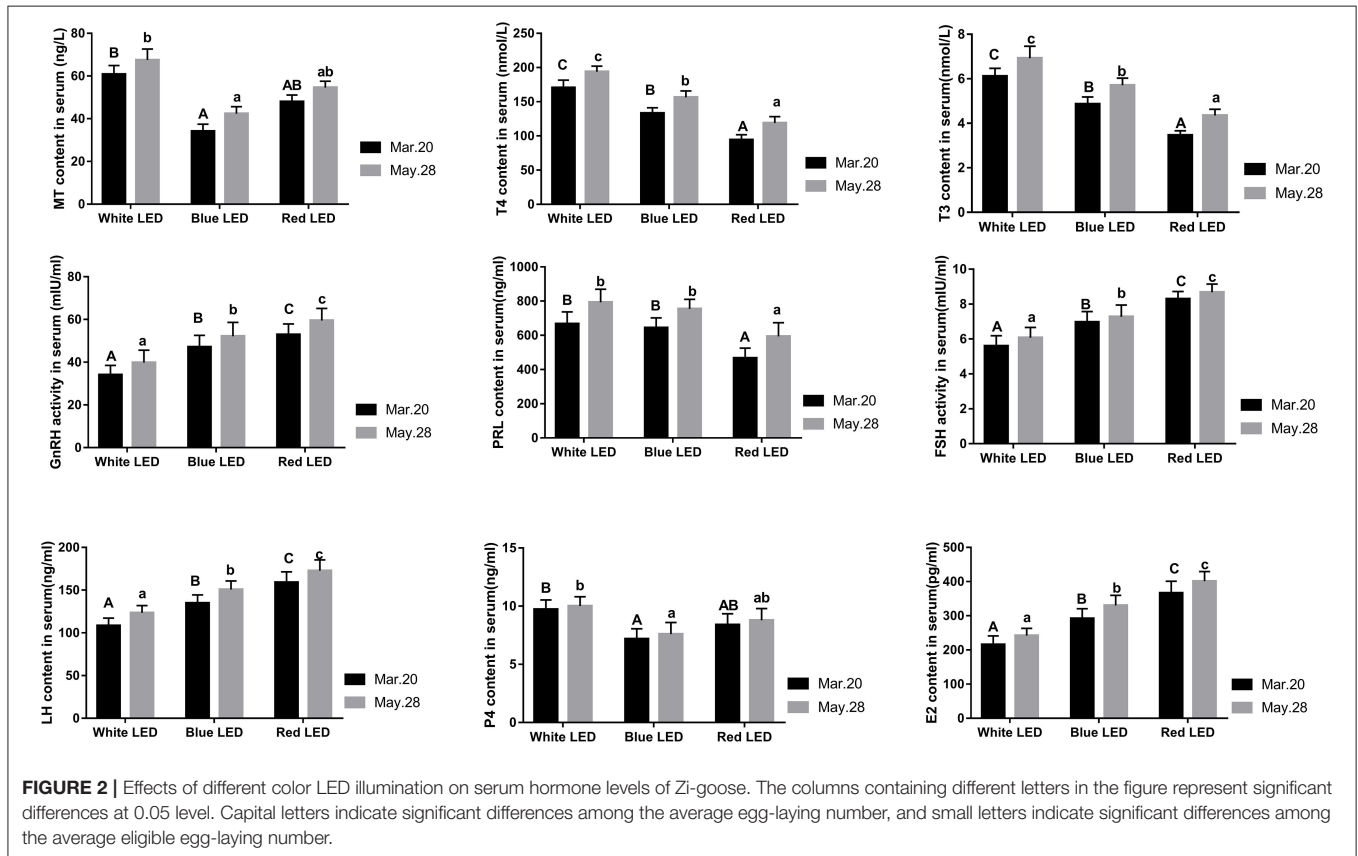 B b A a AB ab
MT content in serum (ng/L)
80
60
40
20
0
White LED Blue LED Red LED
Mar.20
May.28
C c B b A a
T4 content in serum (nmol/L)
250
200
150
100
50
0
White LED Blue LED Red LED
Mar.20
May.28
C c B b A a
T3 content in serum(nmol/L)
8
6
4
2
0
White LED Blue LED Red LED
Mar.20
May.28
A a B b C c
GnRH activity in serum (mIU/ml)
80
60
40
20
0
White LED Blue LED Red LED
Mar.20
May.28
B b B b A a
PRL content in serum(ng/ml)
1000
800
600
400
200
0
White LED Blue LED Red LED
Mar.20
May.28
A a B b C c
FSH activity in serum(mIU/ml)
10
8
6
4
2
0
White LED Blue LED Red LED
Mar.20
May.28
A a B b C c
LH content in serum(ng/ml)
200
150
100
50
0
White LED Blue LED Red LED
Mar.20
May.28
B b A a AB ab
P4 content in serum(ng/ml)
15
10
5
0
White LED Blue LED Red LED
Mar.20
May.28
A a B b C c
E2 content in serum(pg/ml)
500
400
300
200
100
0
White LED Blue LED Red LED
Mar.20
May.28
FIGURE 2 | Effects of different color LED illumination on serum hormone levels of Zi-goose. The columns containing different letters in the figure represent significant
differences at 0.05 level. Capital letters indicate significant differences among the average egg-laying number, and small letters indicate significant differences among
the average eligible egg-laying number.